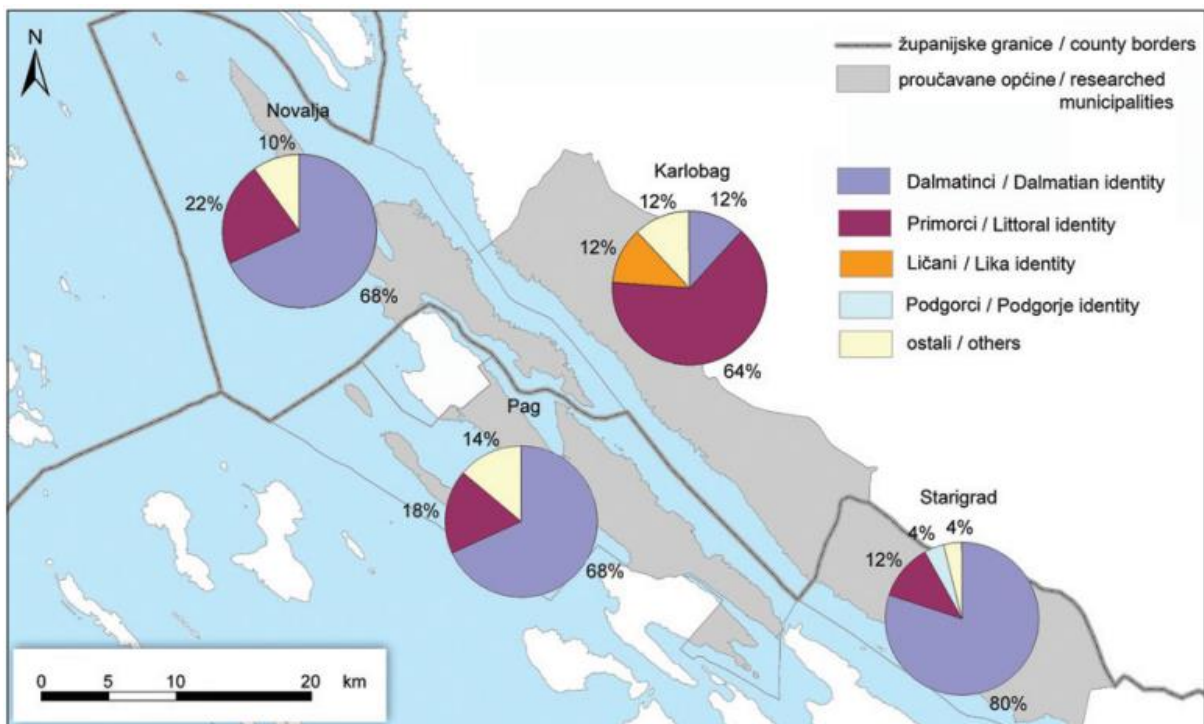 N
Novalja
10%
22%
68%
Karlobag
12%
12%
12%
64%
Pag
14%
18%
68%
Starigrad
4%
4%
12%
80%
županijske granice / county borders
proučavane općine / researched
municipalities
Dalmatinci / Dalmatian identity
Primorci / Littoral identity
Ličani / Lika identity
Podgorci / Podgorje identity
ostali / others
0 5 10 20 km